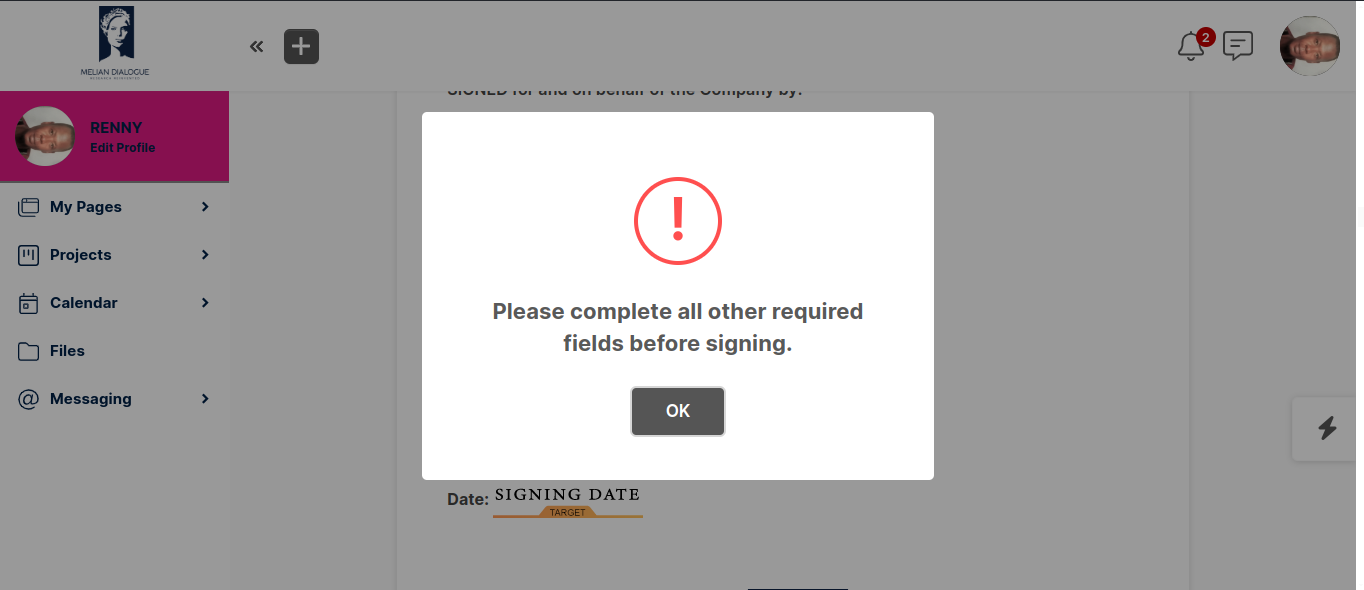 MELIAN DIALOGUE
2
RENNY
Edit Profile
My Pages
Projects
Calendar
Files
Messaging
SIGNED for and on behalf of the Company by:
!
Please complete all other required
fields before signing.
OK
Date: SIGNING DATE
TARGET